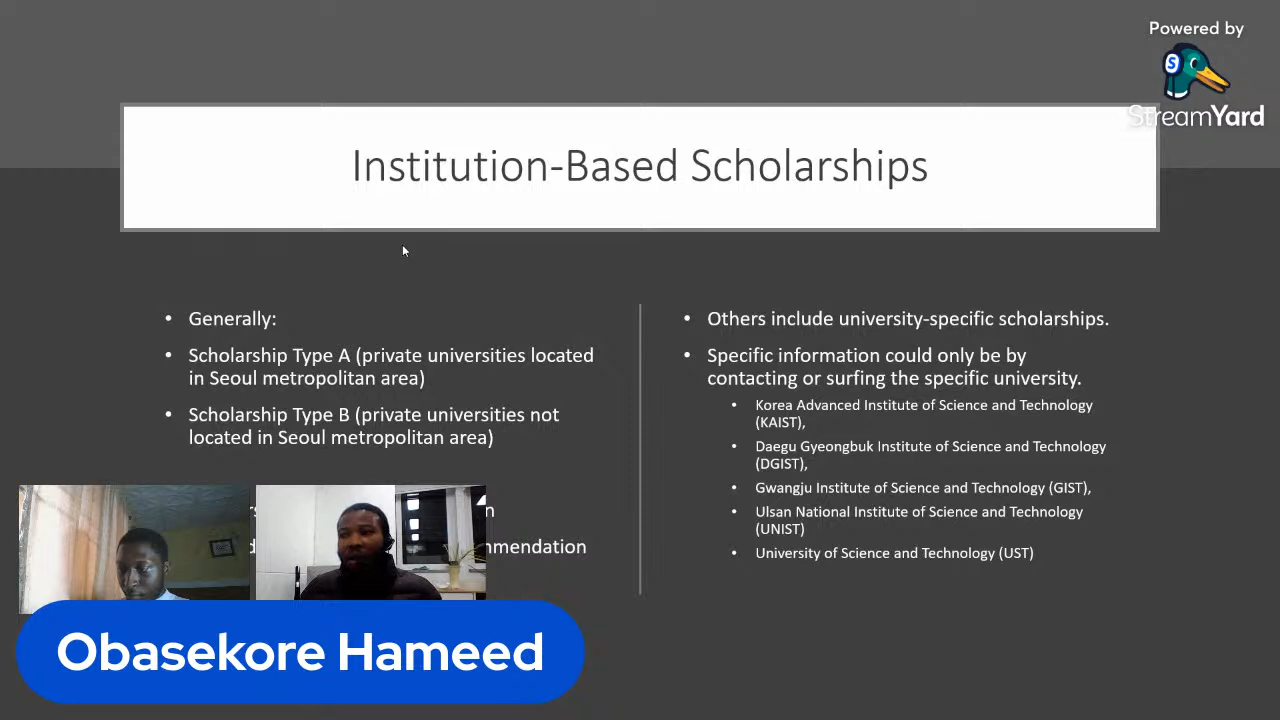 Powered by
StreamYard
Institution-Based Scholarships
Generally:
Scholarship Type A (private universities located
in Seoul metropolitan area)
Scholarship Type B (private universities not
located in Seoul metropolitan area)
Others include university-specific scholarships.
Specific information could only be by
contacting or surfing the specific university.
Korea Advanced Institute of Science and Technology
(KAIST),
Daegu Gyeongbuk Institute of Science and Technology
(DGIST),
Gwangju Institute of Science and Technology (GIST),
Ulsan National Institute of Science and Technology
(UNIST)
University of Science and Technology (UST)
Obasekore Hameed